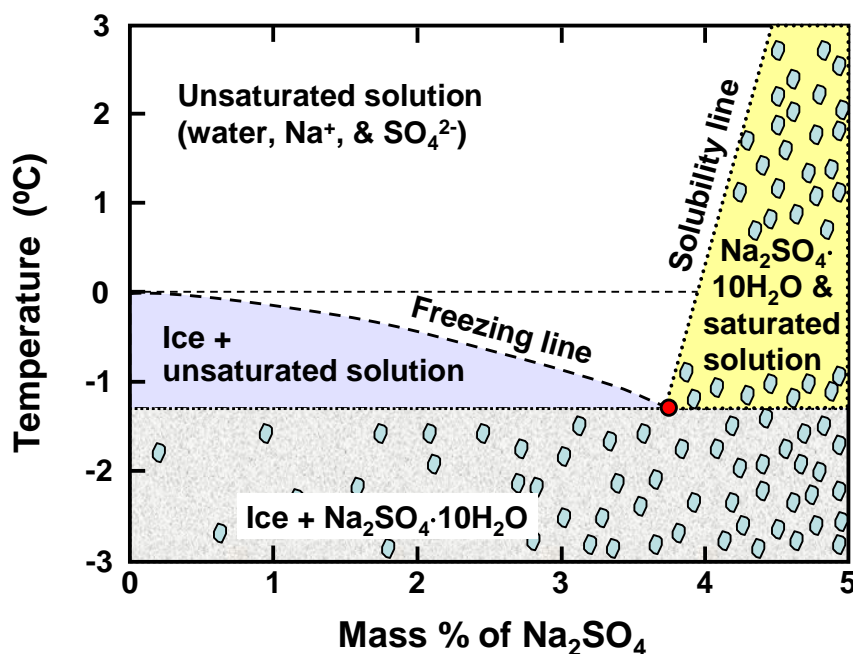 3
2
1
0
-1
-2
-3
Temperature (⁰C)
Unsaturated solution
(water, Na⁺, & SO₄²⁻)
Solubility line
Na₂SO₄·
10H₂O &
saturated
solution
Freezing line
Ice +
unsaturated solution
Ice + Na₂SO₄·10H₂O
0
1
2
3
4
5
Mass % of Na₂SO₄